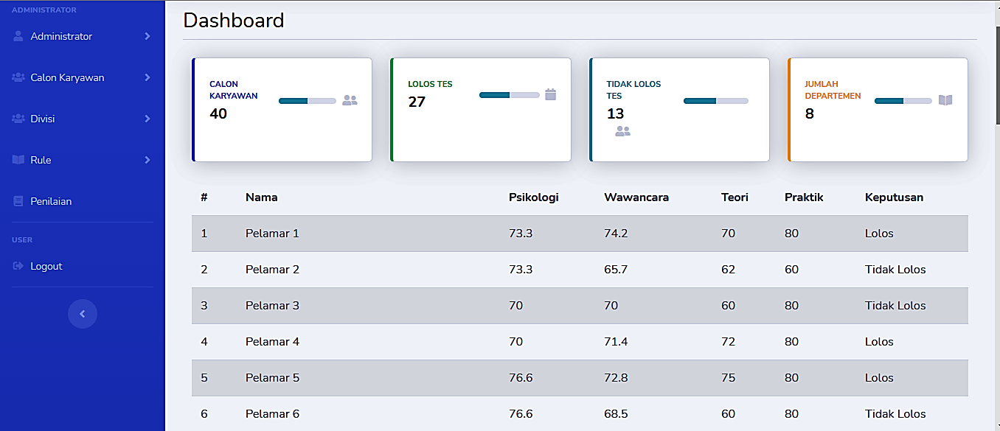 ADMINISTRATOR
Administrator
Calon Karyawan
Divisi
Rule
Penilaian
USER
Logout
Dashboard
CALON
KARYAWAN
40
LOLOS TES
27
TIDAK LOLOS
TES
13
JUMLAH
DEPARTEMEN
8
# Nama Psikologi Wawancara Teori Praktik Keputusan
1 Pelamar 1 73.3 74.2 70 80 Lolos
2 Pelamar 2 73.3 65.7 62 60 Tidak Lolos
3 Pelamar 3 70 70 60 80 Tidak Lolos
4 Pelamar 4 70 71.4 72 80 Lolos
5 Pelamar 5 76.6 72.8 75 80 Lolos
6 Pelamar 6 76.6 68.5 60 80 Tidak Lolos